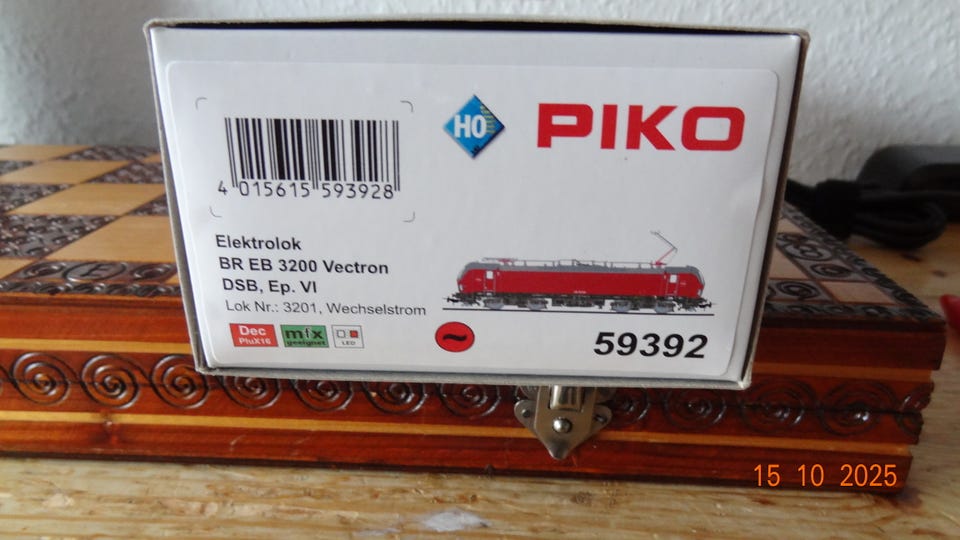 H0
PIKO
4 015615 593928
Elektrolok
BR EB 3200 Vectron
DSB, Ep. VI
Lok Nr.: 3201, Wechselstrom
Dec
PluX16
mfx
geeignet
LED
~
59392
15 10 2025